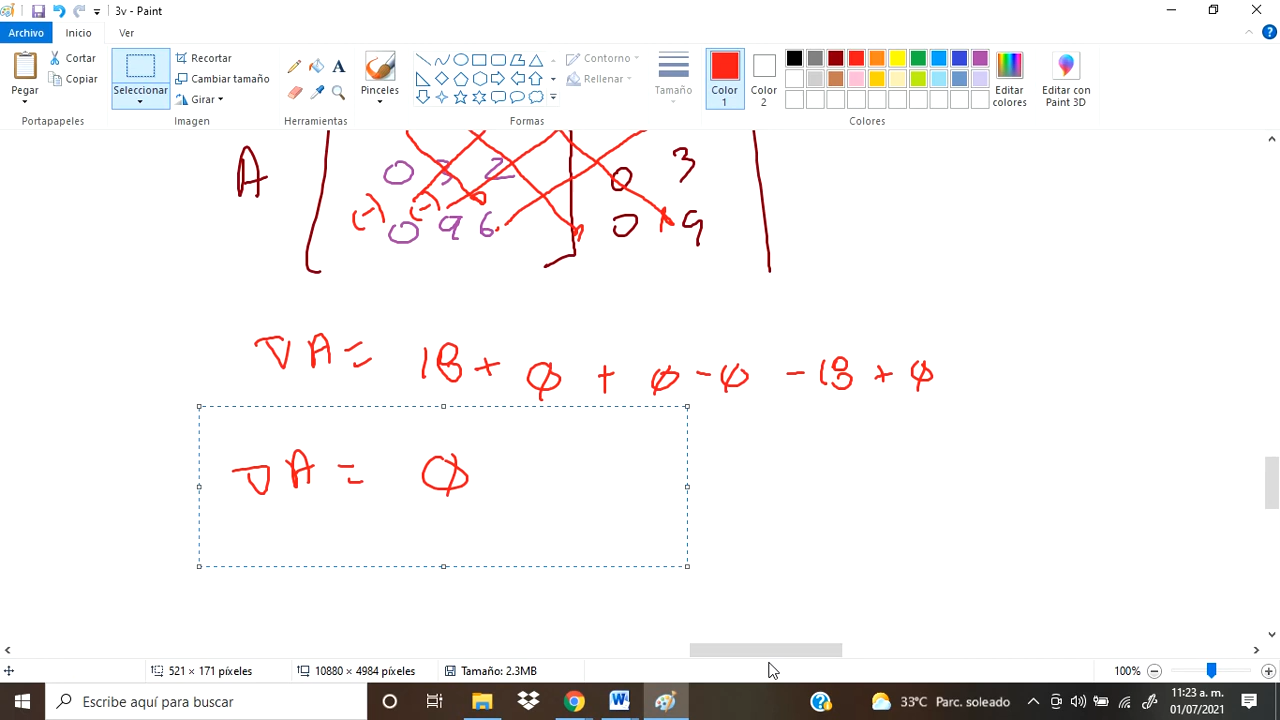 3v - Paint
Archivo Inicio Ver
Pegar
Cortar
Copiar
Portapapeles
Seleccionar
Recortar
Cambiar tamaño
Girar
Imagen
A
Herramientas
Pinceles
Contorno
Rellenar
Formas
Tamaño
Color 1
Color 2
Editar colores
Editar con Paint 3D
Colores
A
0 3 2 0 3
(-) (-)
0 9 6 0 9
∇A = 18 + ∅ + ∅ - ∅ - 18 + ∅
∇A = ∅
521 × 171 píxeles
10880 × 4984 píxeles
Tamaño: 2.3MB
100%
Escribe aquí para buscar
33°C Parc. soleado
11:23 a. m.
01/07/2021